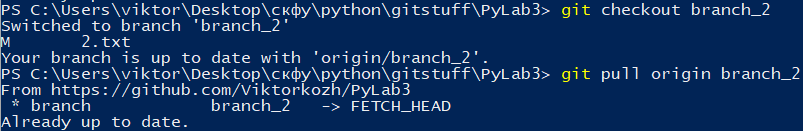 PS C:\Users\viktor\Desktop\скфу\python\gitstuff\PyLab3> git checkout branch_2
Switched to branch 'branch_2'
M       2.txt
Your branch is up to date with 'origin/branch_2'.
PS C:\Users\viktor\Desktop\скфу\python\gitstuff\PyLab3> git pull origin branch_2
From https://github.com/Viktorkozh/PyLab3
 * branch            branch_2   -> FETCH_HEAD
Already up to date.